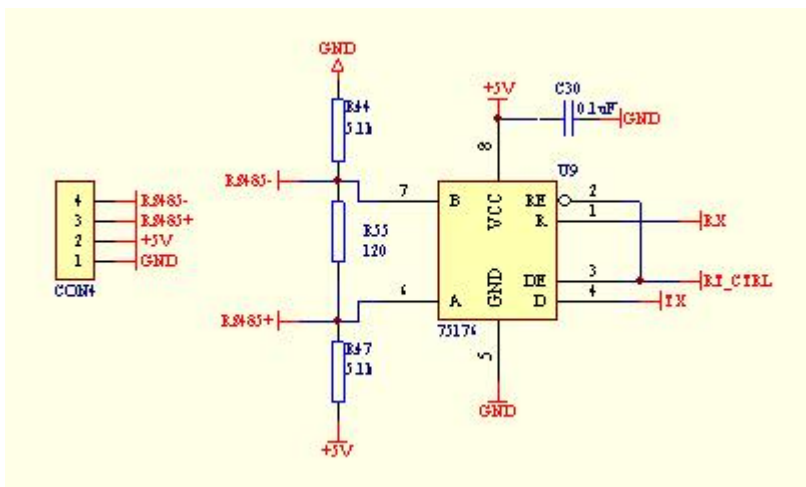 GND
R44
5.1k
+5V
C30
0.1uF
GND
8
U9
RS485-
7
B
VCC
RE
2
R
1
RX
4
RS485-
3
RS485+
2
+5V
1
GND
CON4
R55
120
GND
DE
3
RT_CTRL
D
4
TX
6
A
RS485+
75176
R47
5.1k
5
GND
+5V